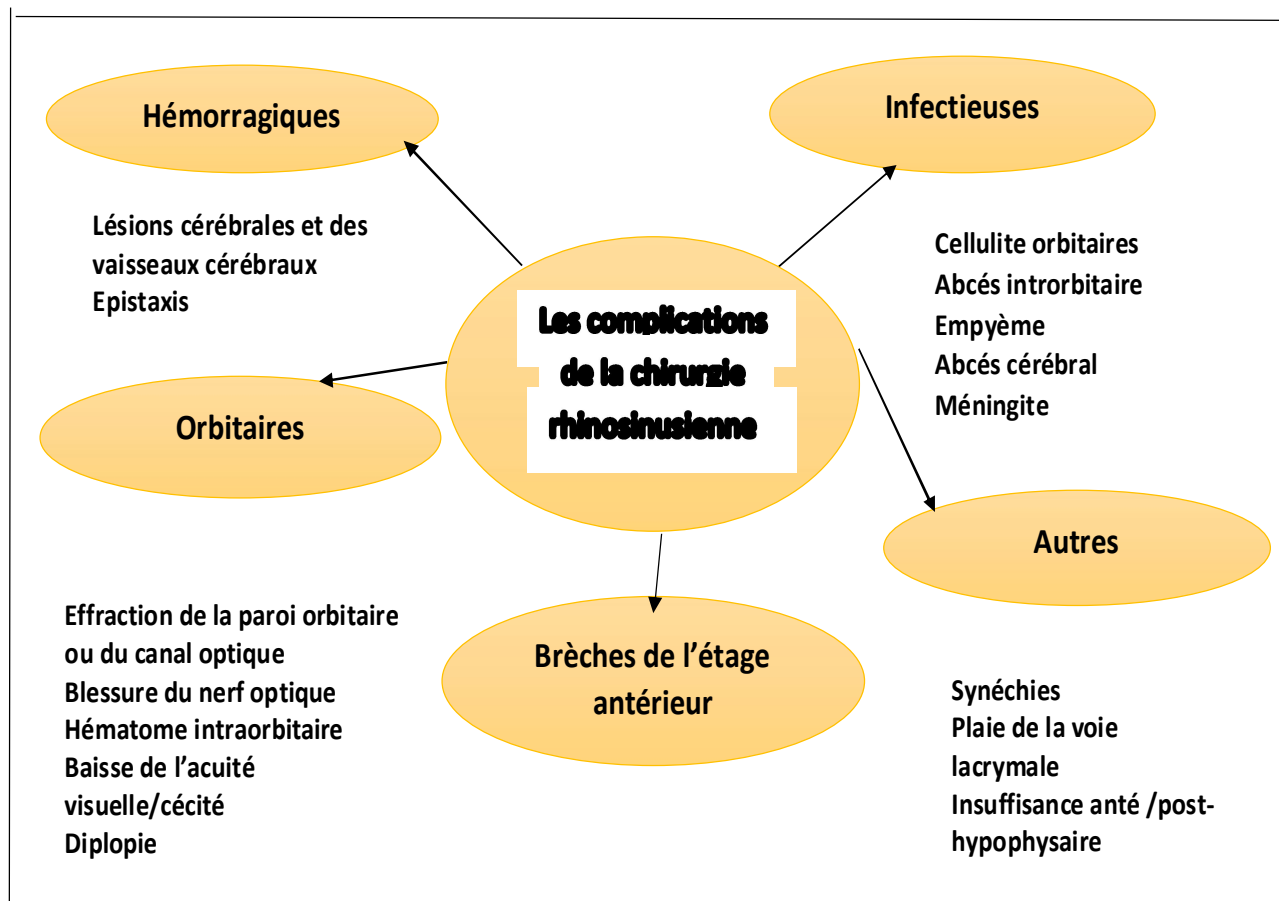 Hémorragiques
Lésions cérébrales et des
vaisseaux cérébraux
Epistaxis
Infectieuses
Cellulite orbitaires
Abcés introrbitaire
Empyème
Abcés cérébral
Méningite
Les complications
de la chirurgie
rhinosinusienne
Orbitaires
Effraction de la paroi orbitaire
ou du canal optique
Blessure du nerf optique
Hématome intraorbitaire
Baisse de l’acuité
visuelle/cécité
Diplopie
Brèches de l’étage
antérieur
Autres
Synéchies
Plaie de la voie
lacrymale
Insuffisance anté /post-
hypophysaire